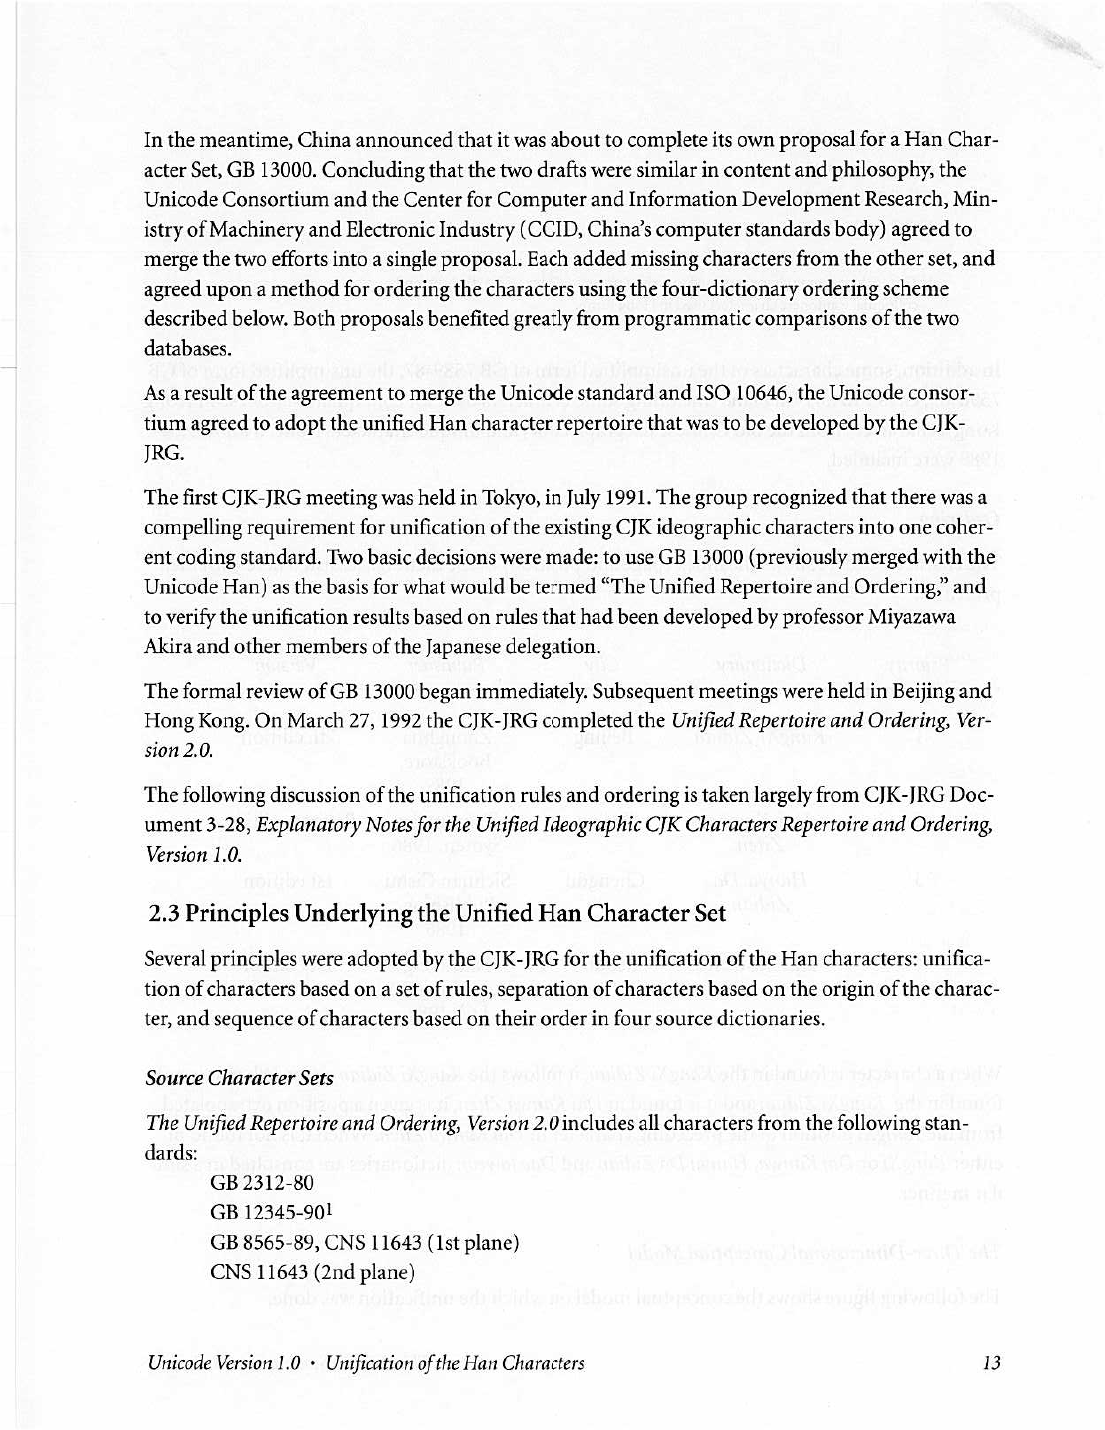 In the meantime, China announced that it was about to complete its own proposal for a Han Char-
acter Set, GB 13000. Concluding that the two drafts were similar in content and philosophy, the
Unicode Consortium and the Center for Computer and Information Development Research, Min-
istry of Machinery and Electronic Industry (CCID, China's computer standards body) agreed to
merge the two efforts into a single proposal. Each added missing characters from the other set, and
agreed upon a method for ordering the characters using the four-dictionary ordering scheme
described below. Both proposals benefited greatly from programmatic comparisons of the two
databases.
As a result of the agreement to merge the Unicode standard and ISO 10646, the Unicode consor-
tium agreed to adopt the unified Han character repertoire that was to be developed by the CJK-
JRG.
The first CJK-JRG meeting was held in Tokyo, in July 1991. The group recognized that there was a
compelling requirement for unification of the existing CJK ideographic characters into one coher-
ent coding standard. Two basic decisions were made: to use GB 13000 (previously merged with the
Unicode Han) as the basis for what would be termed “The Unified Repertoire and Ordering,” and
to verify the unification results based on rules that had been developed by professor Miyazawa
Akira and other members of the Japanese delegation.
The formal review of GB 13000 began immediately. Subsequent meetings were held in Beijing and
Hong Kong. On March 27, 1992 the CJK-JRG completed the Unified Repertoire and Ordering, Ver-
sion 2.0.
The following discussion of the unification rules and ordering is taken largely from CJK-JRG Doc-
ument 3-28, Explanatory Notes for the Unified Ideographic CJK Characters Repertoire and Ordering,
Version 1.0.
2.3 Principles Underlying the Unified Han Character Set
Several principles were adopted by the CJK-JRG for the unification of the Han characters: unifica-
tion of characters based on a set of rules, separation of characters based on the origin of the charac-
ter, and sequence of characters based on their order in four source dictionaries.
Source Character Sets
The Unified Repertoire and Ordering, Version 2.0 includes all characters from the following stan-
dards:
GB 2312-80
GB 12345-90¹
GB 8565-89, CNS 11643 (1st plane)
CNS 11643 (2nd plane)
Unicode Version 1.0 • Unification of the Han Characters 13